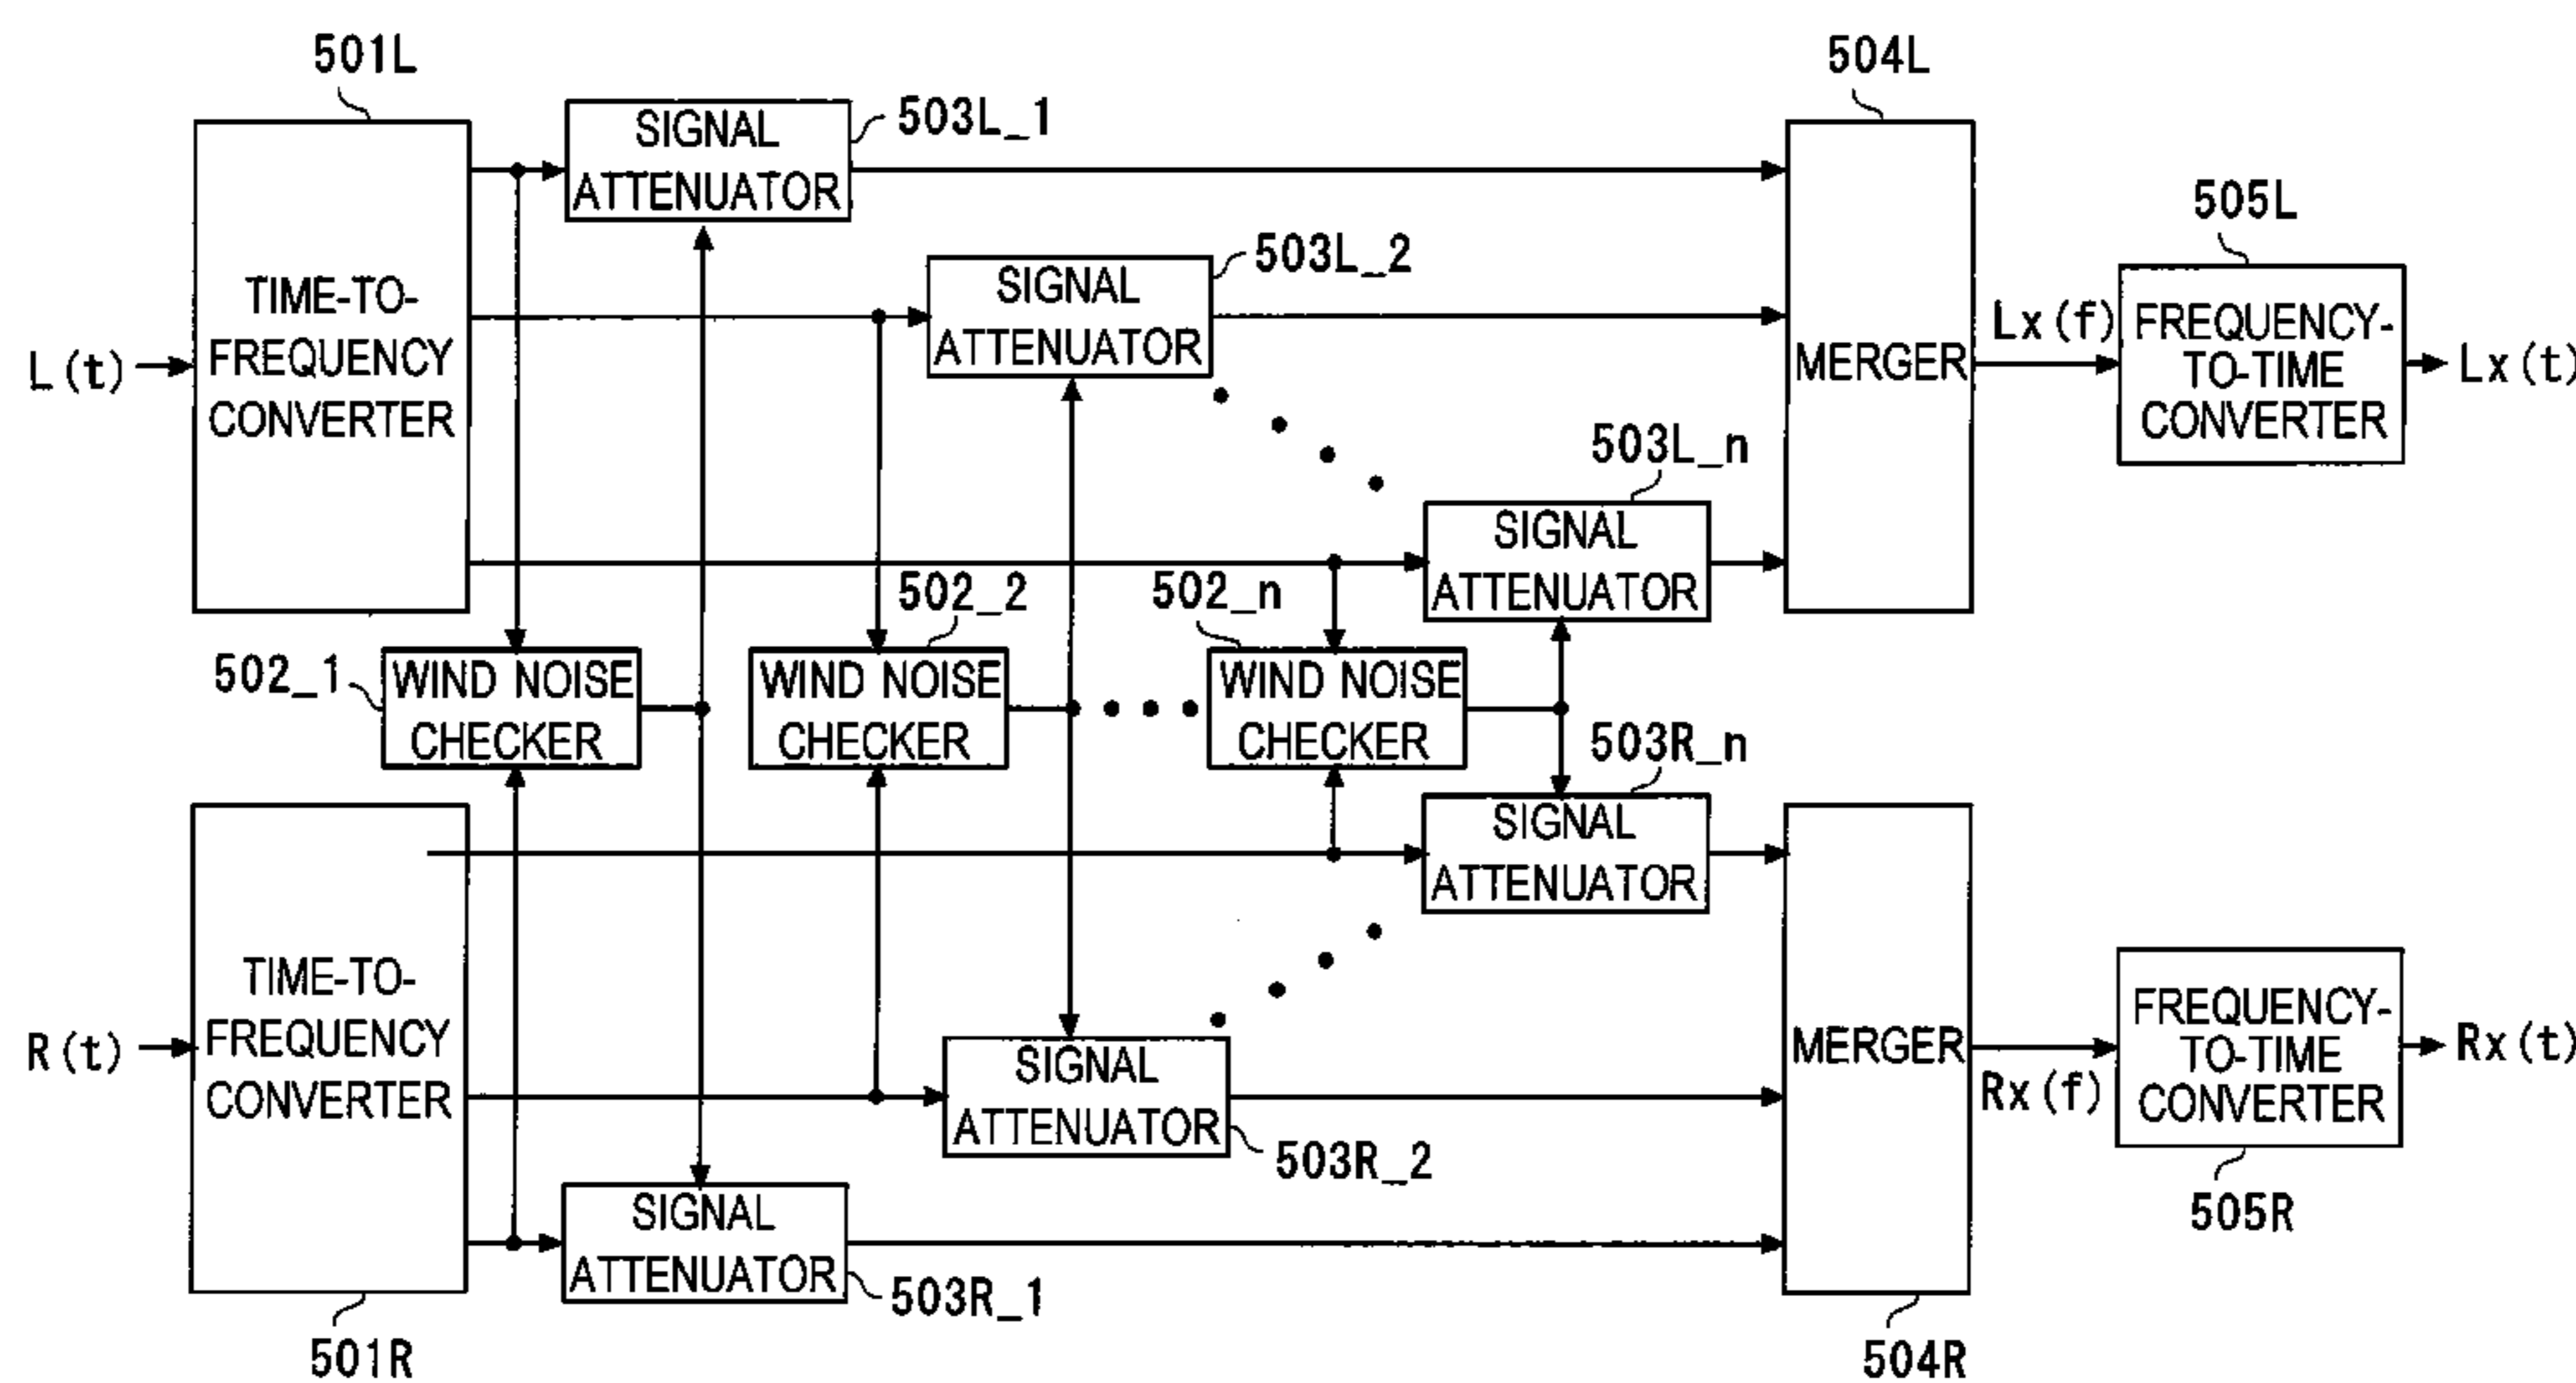 501L
504L
SIGNAL
ATTENUATOR
503L_1
505L
SIGNAL
ATTENUATOR
503L_2
TIME-TO-
FREQUENCY
CONVERTER
L(t)
MERGER
Lx(f)
FREQUENCY-
TO-TIME
CONVERTER
Lx(t)
503L_n
SIGNAL
ATTENUATOR
502_1
WIND NOISE
CHECKER
502_2
WIND NOISE
CHECKER
502_n
WIND NOISE
CHECKER
503R_n
SIGNAL
ATTENUATOR
TIME-TO-
FREQUENCY
CONVERTER
R(t)
SIGNAL
ATTENUATOR
503R_2
MERGER
Rx(f)
FREQUENCY-
TO-TIME
CONVERTER
Rx(t)
505R
SIGNAL
ATTENUATOR
503R_1
501R
504R